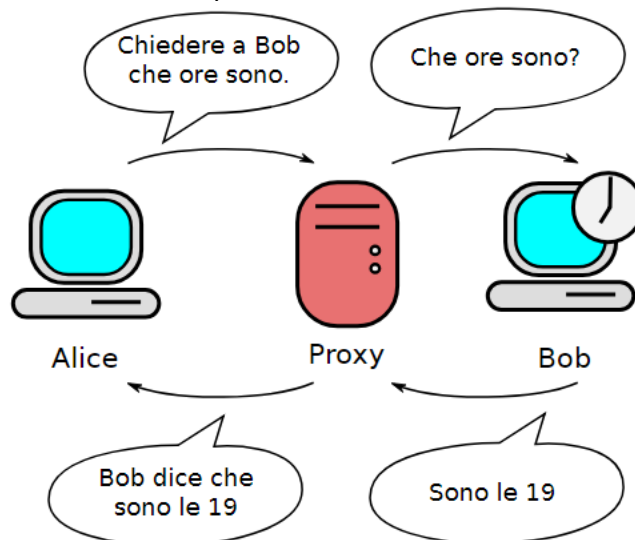 Chiedere a Bob
che ore sono.
Che ore sono?
Alice
Proxy
Bob
Bob dice che
sono le 19
Sono le 19